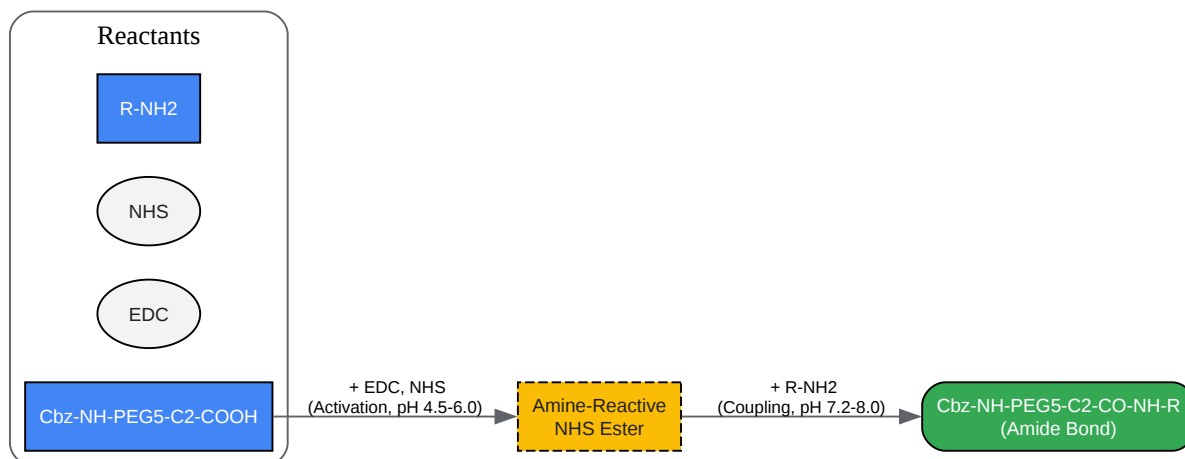 Reactants
R-NH2
NHS
EDC
Cbz-NH-PEG5-C2-COOH
+ EDC, NHS
(Activation, pH 4.5-6.0)
Amine-Reactive
NHS Ester
+ R-NH2
(Coupling, pH 7.2-8.0)
Cbz-NH-PEG5-C2-CO-NH-R
(Amide Bond)